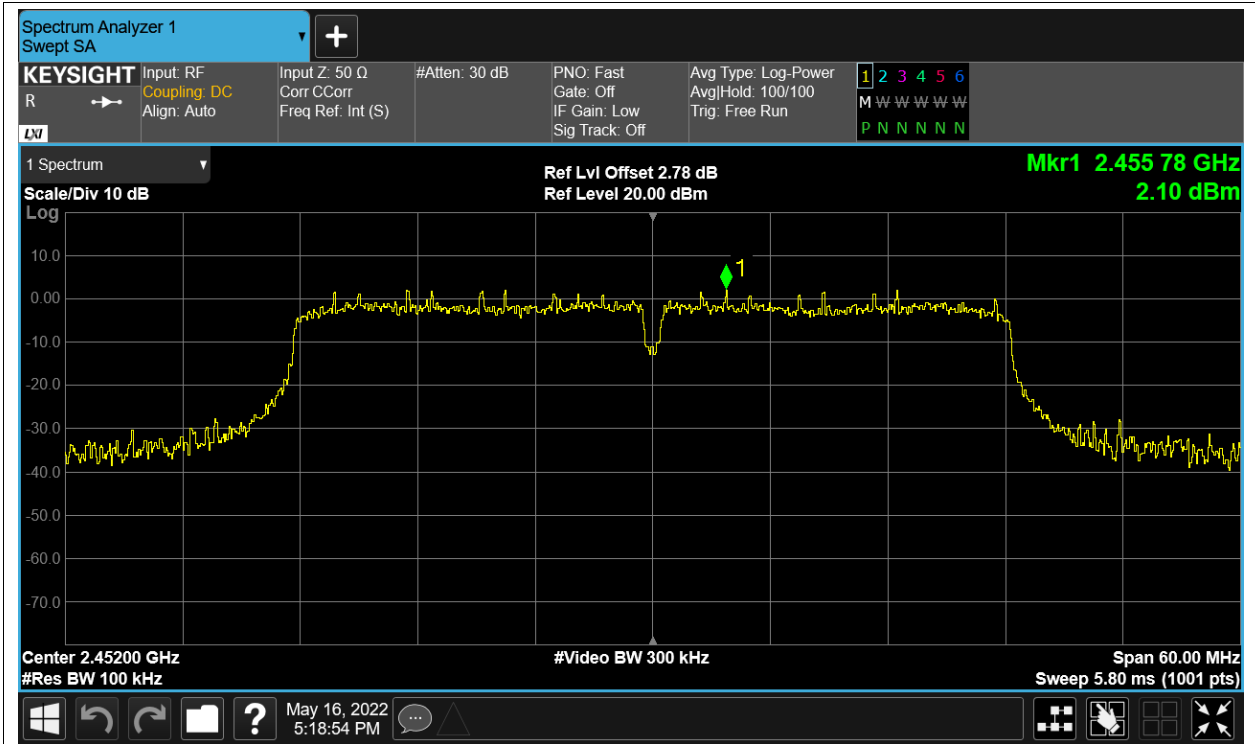 Spectrum Analyzer 1
Swept SA
+
KEYSIGHT
R
LXI
Input: RF
Coupling: DC
Align: Auto
Input Z: 50 Ω
Corr CCorr
Freq Ref: Int (S)
#Atten: 30 dB
PNO: Fast
Gate: Off
IF Gain: Low
Sig Track: Off
Avg Type: Log-Power
Avg|Hold: 100/100
Trig: Free Run
1 2 3 4 5 6
M W W W W W
P N N N N N
1 Spectrum
Scale/Div 10 dB
Log
Ref Lvl Offset 2.78 dB
Ref Level 20.00 dBm
Mkr1 2.455 78 GHz
2.10 dBm
1
10.0
0.00
-10.0
-20.0
-30.0
-40.0
-50.0
-60.0
-70.0
Center 2.45200 GHz
#Res BW 100 kHz
#Video BW 300 kHz
Span 60.00 MHz
Sweep 5.80 ms (1001 pts)
?
May 16, 2022
5:18:54 PM